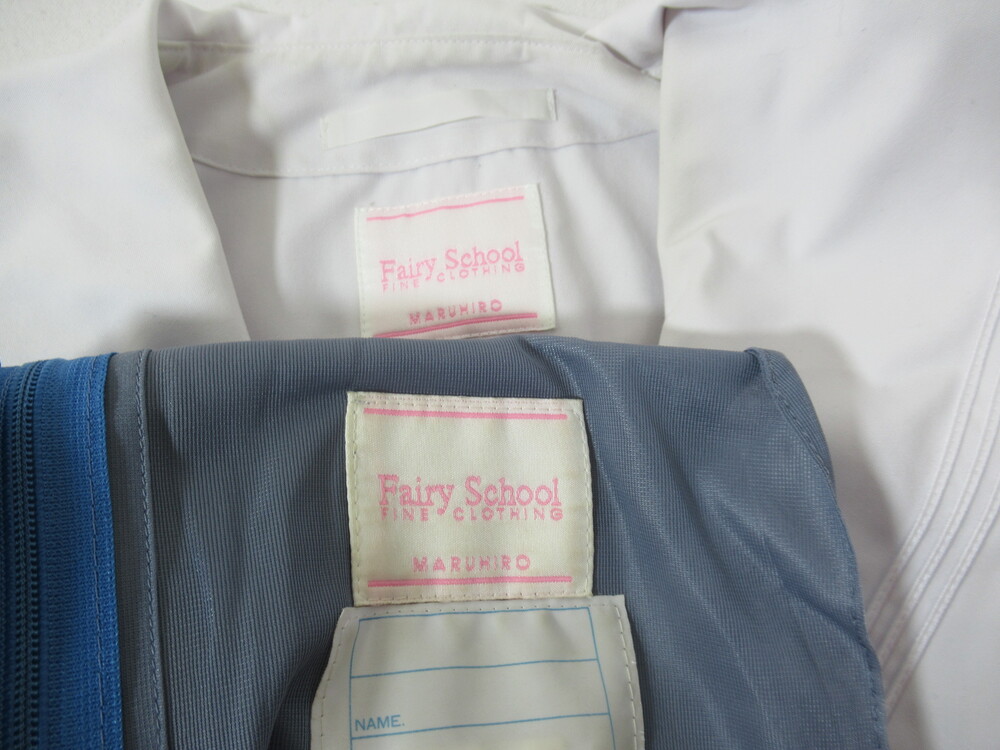 Fairy School
FINE CLOTHING
MARUHIRO
Fairy School
FINE CLOTHING
MARUHIRO
NAME.